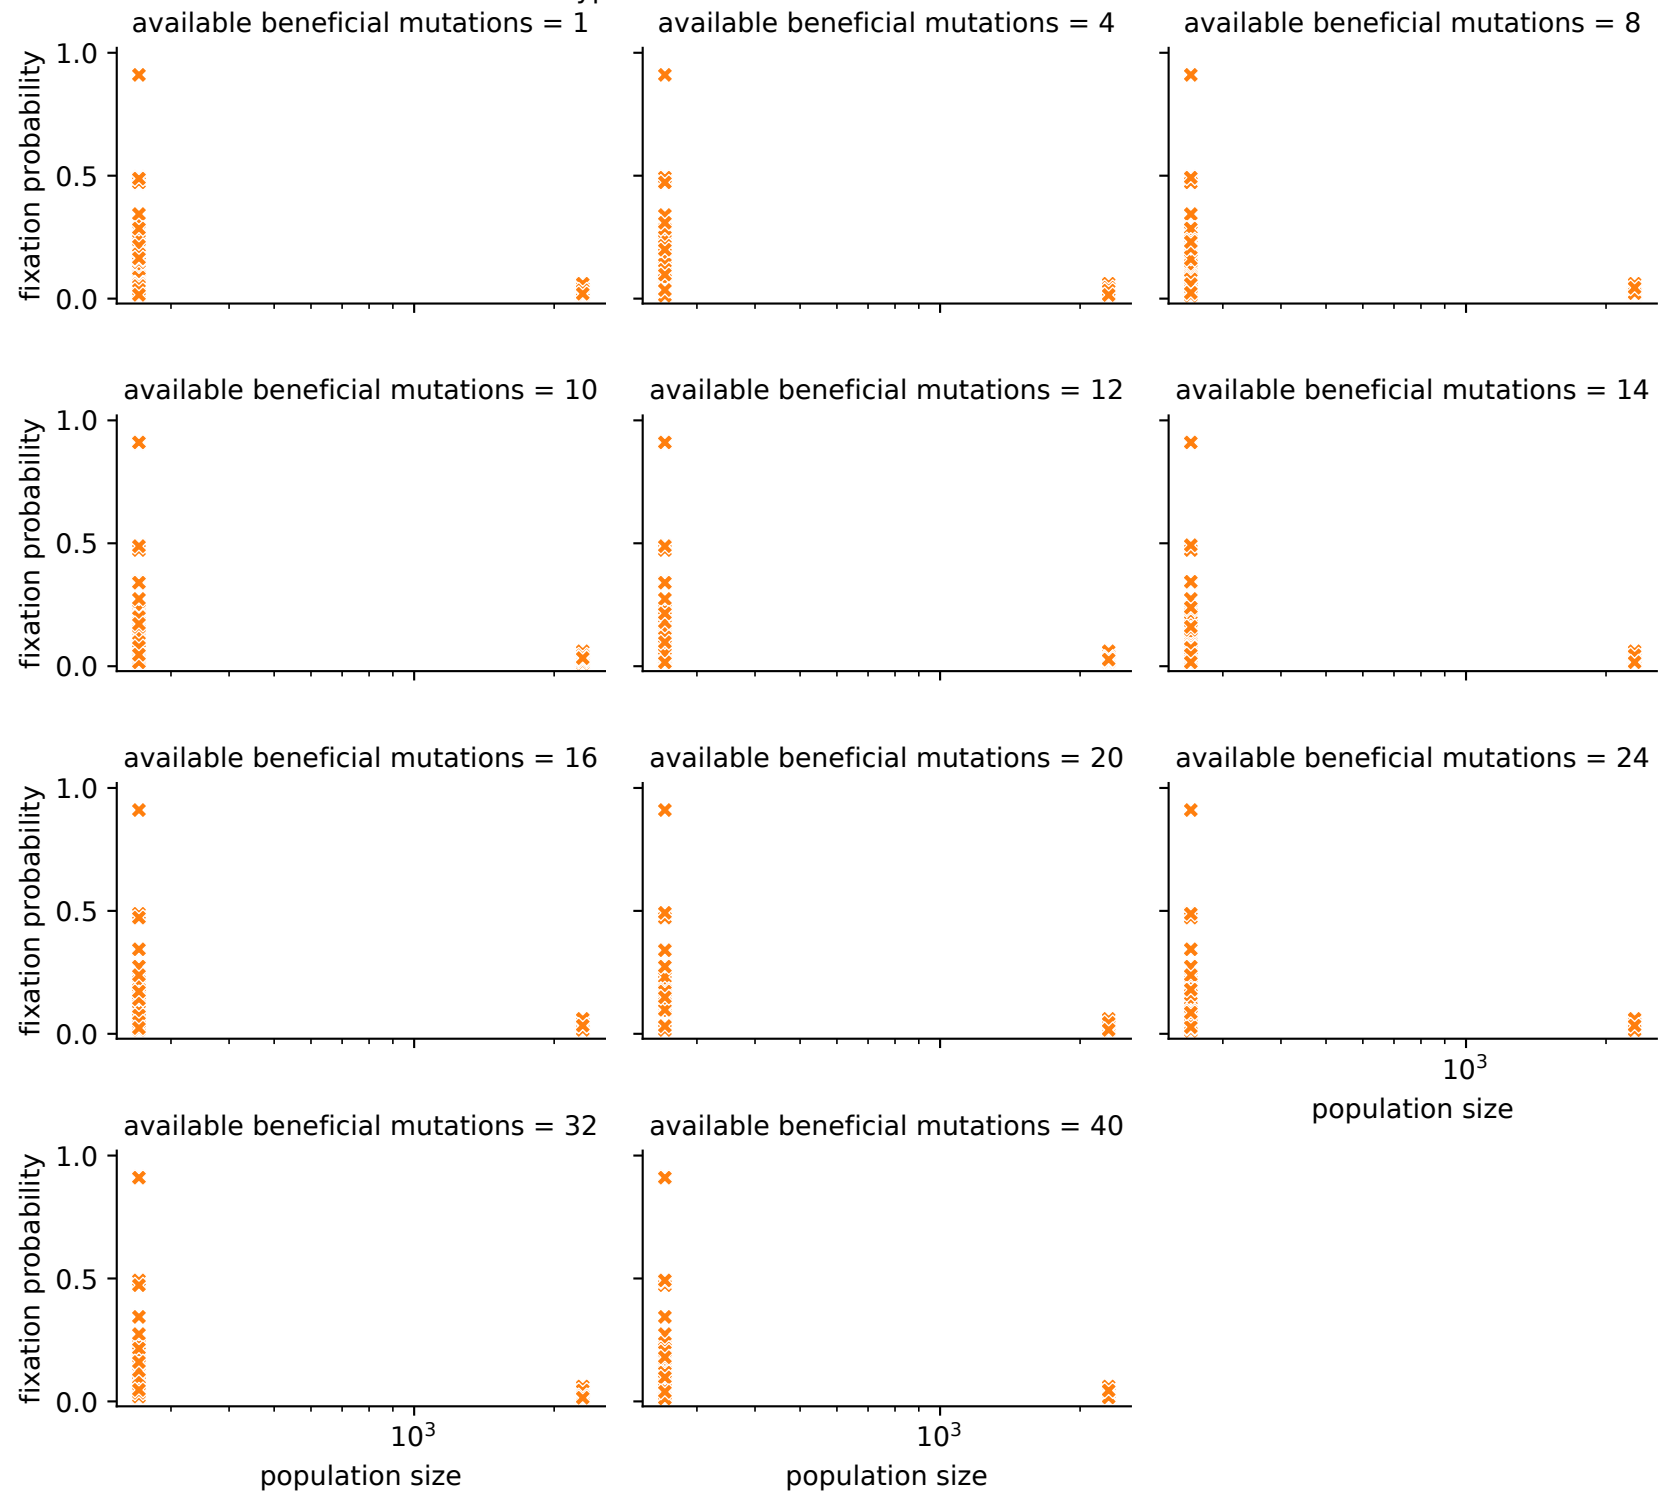 available beneficial mutations = 1
available beneficial mutations = 4
available beneficial mutations = 8
fixation probability
1.0
0.5
0.0
available beneficial mutations = 10
available beneficial mutations = 12
available beneficial mutations = 14
fixation probability
1.0
0.5
0.0
available beneficial mutations = 16
available beneficial mutations = 20
available beneficial mutations = 24
fixation probability
1.0
0.5
0.0
10³
population size
available beneficial mutations = 32
available beneficial mutations = 40
fixation probability
1.0
0.5
0.0
10³
10³
population size
population size